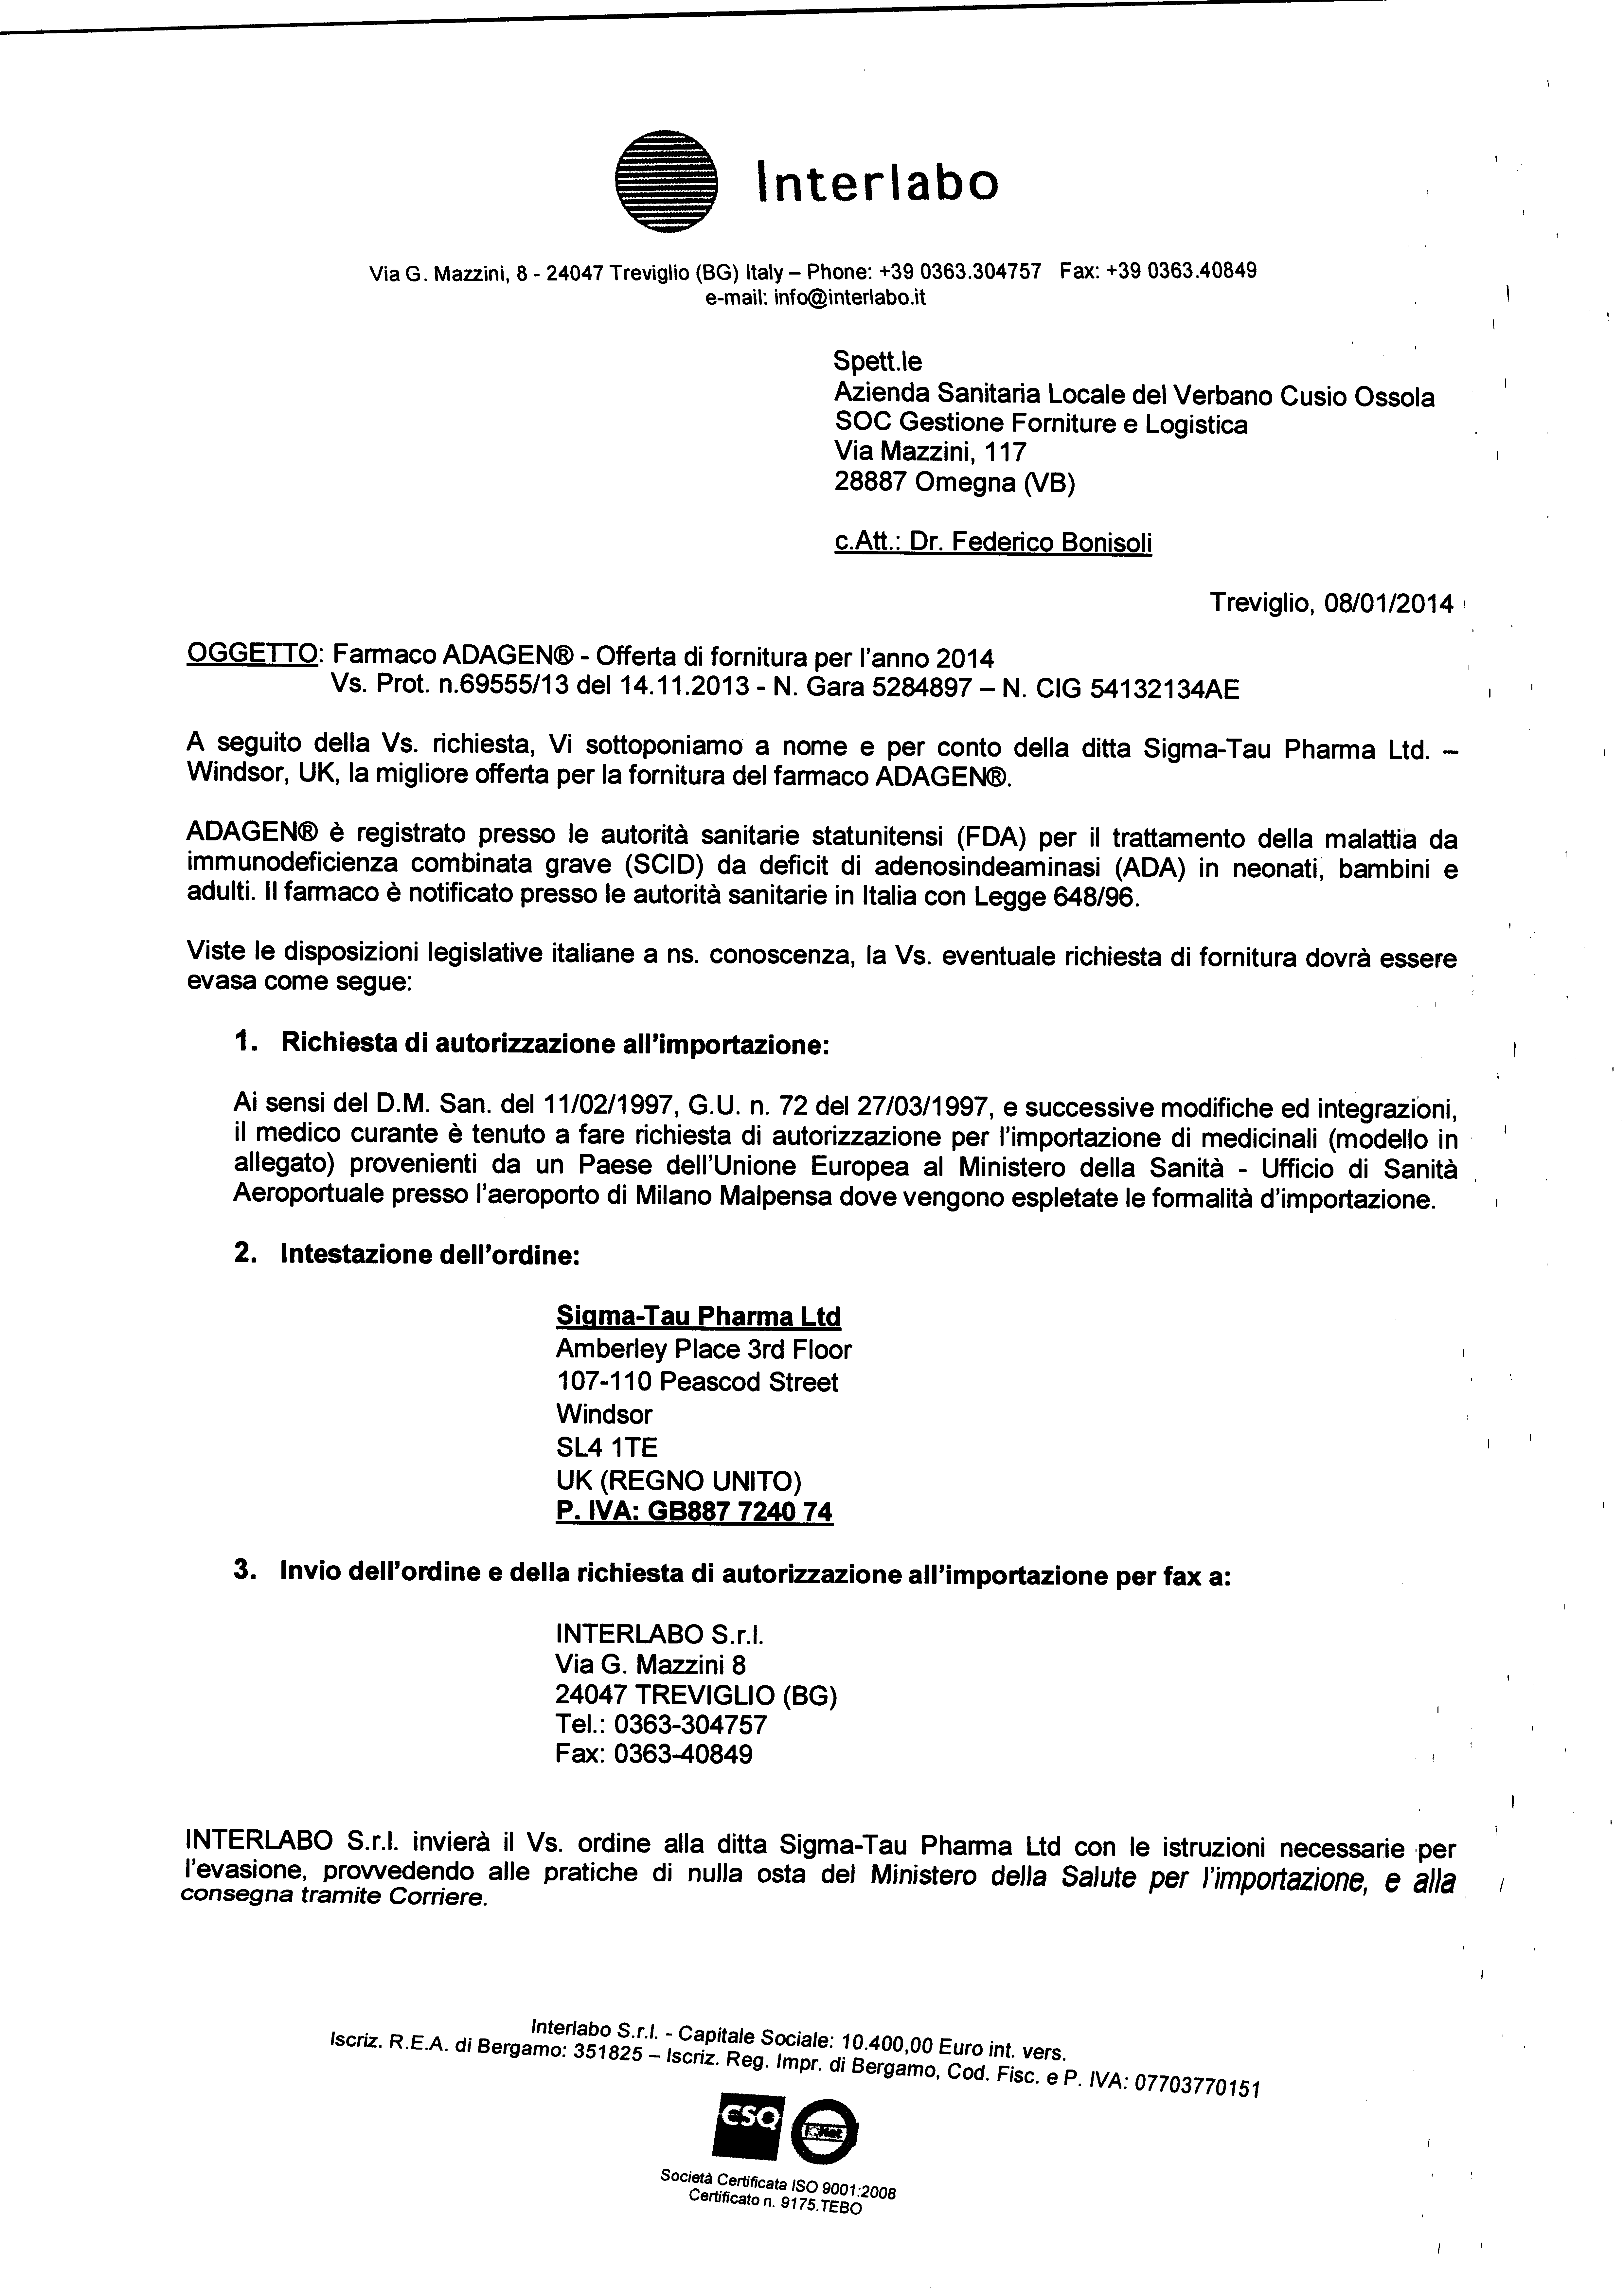 Interlabo
Via G. Mazzini, 8 - 24047 Treviglio (BG) Italy – Phone: +39 0363.304757 Fax: +39 0363.40849
e-mail: info@interlabo.it
Spett.le
Azienda Sanitaria Locale del Verbano Cusio Ossola
SOC Gestione Forniture e Logistica
Via Mazzini, 117
28887 Omegna (VB)
c.Att.: Dr. Federico Bonisoli
Treviglio, 08/01/2014
OGGETTO: Farmaco ADAGEN® - Offerta di fornitura per l'anno 2014
Vs. Prot. n.69555/13 del 14.11.2013 - N. Gara 5284897 – N. CIG 54132134AE
A seguito della Vs. richiesta, Vi sottoponiamo a nome e per conto della ditta Sigma-Tau Pharma Ltd. –
Windsor, UK, la migliore offerta per la fornitura del farmaco ADAGEN®.
ADAGEN® è registrato presso le autorità sanitarie statunitensi (FDA) per il trattamento della malattia da
immunodeficienza combinata grave (SCID) da deficit di adenosindeaminasi (ADA) in neonati, bambini e
adulti. Il farmaco è notificato presso le autorità sanitarie in Italia con Legge 648/96.
Viste le disposizioni legislative italiane a ns. conoscenza, la Vs. eventuale richiesta di fornitura dovrà essere
evasa come segue:
1. Richiesta di autorizzazione all'importazione:
Ai sensi del D.M. San. del 11/02/1997, G.U. n. 72 del 27/03/1997, e successive modifiche ed integrazioni,
il medico curante è tenuto a fare richiesta di autorizzazione per l'importazione di medicinali (modello in
allegato) provenienti da un Paese dell'Unione Europea al Ministero della Sanità - Ufficio di Sanità
Aeroportuale presso l'aeroporto di Milano Malpensa dove vengono espletate le formalità d'importazione.
2. Intestazione dell'ordine:
Sigma-Tau Pharma Ltd
Amberley Place 3rd Floor
107-110 Peascod Street
Windsor
SL4 1TE
UK (REGNO UNITO)
P. IVA: GB887 7240 74
3. Invio dell'ordine e della richiesta di autorizzazione all'importazione per fax a:
INTERLABO S.r.l.
Via G. Mazzini 8
24047 TREVIGLIO (BG)
Tel.: 0363-304757
Fax: 0363-40849
INTERLABO S.r.l. invierà il Vs. ordine alla ditta Sigma-Tau Pharma Ltd con le istruzioni necessarie per
l'evasione, provvedendo alle pratiche di nulla osta del Ministero della Salute per l'importazione, e alla
consegna tramite Corriere.
Interlabo S.r.l. - Capitale Sociale: 10.400,00 Euro int. vers.
Iscriz. R.E.A. di Bergamo: 351825 – Iscriz. Reg. Impr. di Bergamo, Cod. Fisc. e P. IVA: 07703770151
CSQ IQNet
Società Certificata ISO 9001:2008
Certificato n. 9175.TEBO